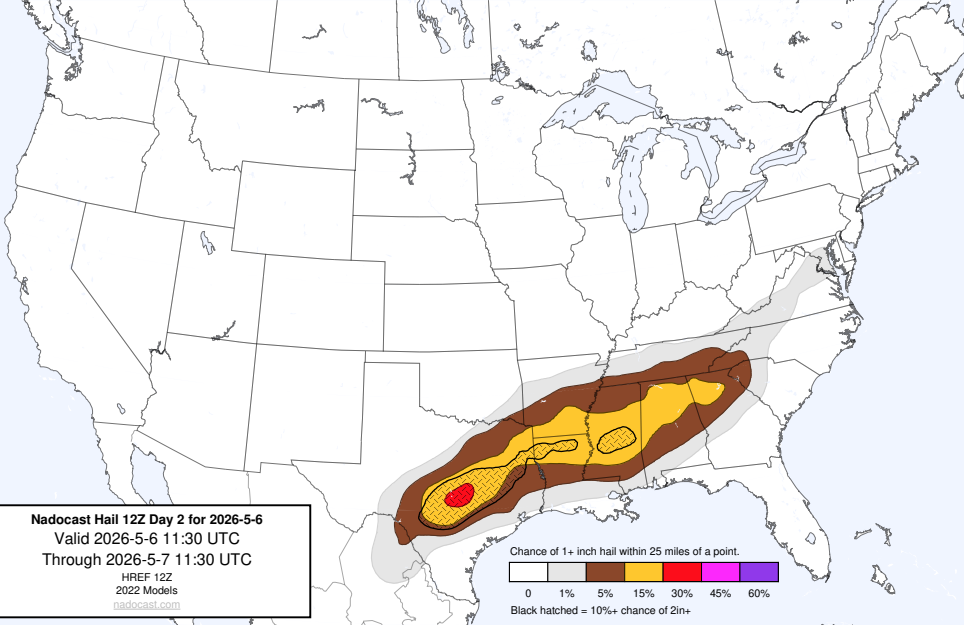 Nadocast Hail 12Z Day 2 for 2026-5-6
Valid 2026-5-6 11:30 UTC
Through 2026-5-7 11:30 UTC
HREF 12Z
2022 Models
nadocast.com
Chance of 1+ inch hail within 25 miles of a point.
0 1% 5% 15% 30% 45% 60%
Black hatched = 10%+ chance of 2in+